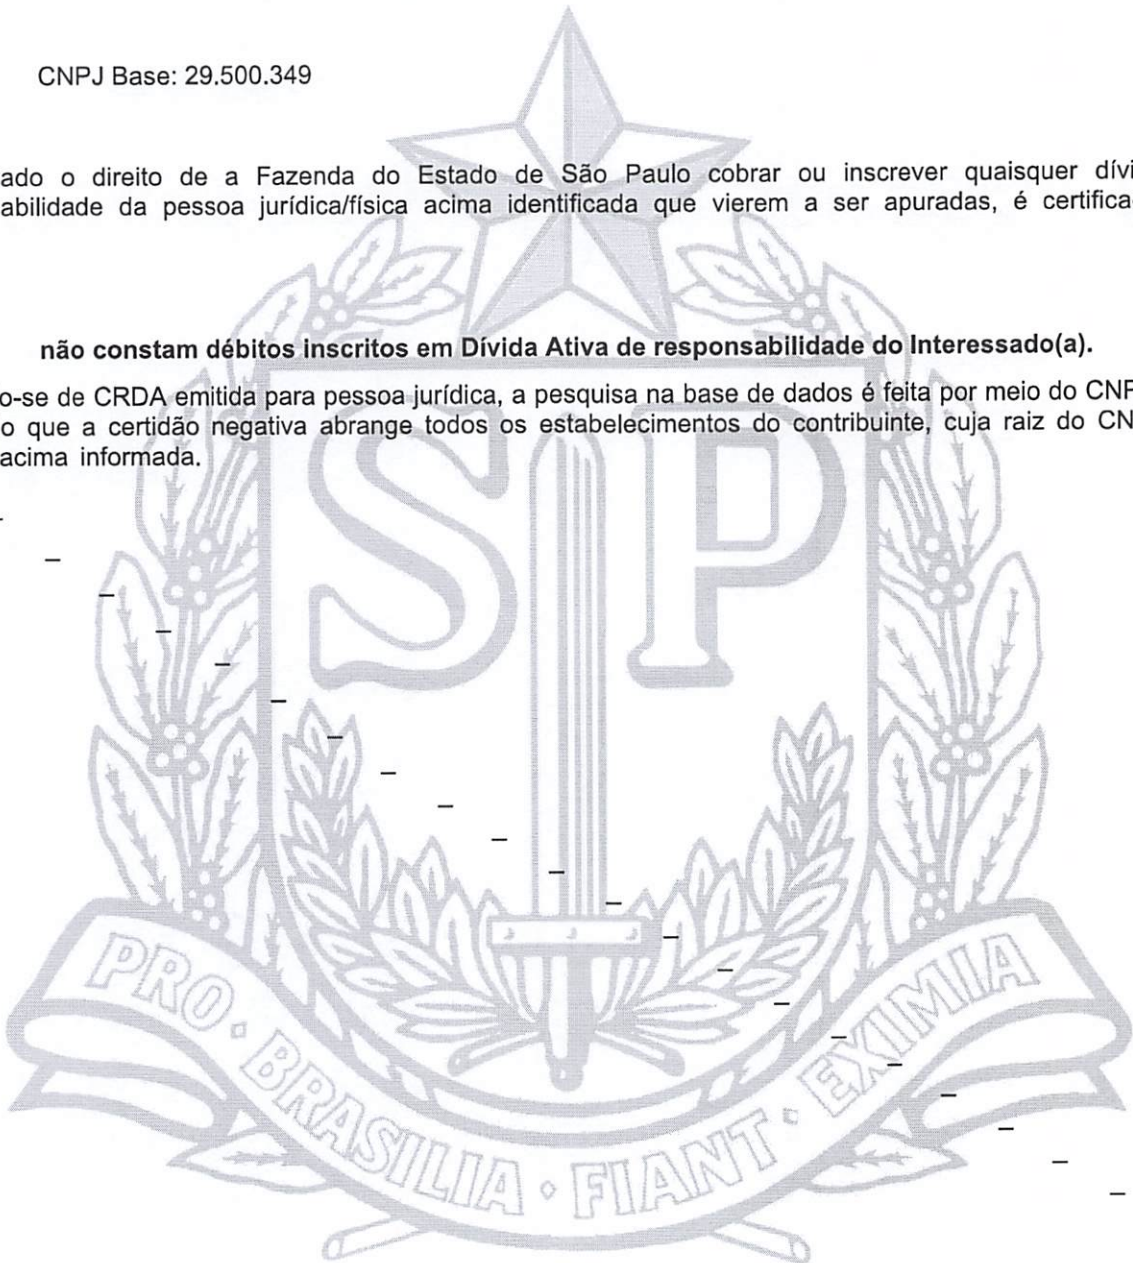 CNPJ Base: 29.500.349
ado o direito de a Fazenda do Estado de São Paulo cobrar ou inscrever quaisquer dívi
abilidade da pessoa jurídica/física acima identificada que vierem a ser apuradas, é certifica
não constam débitos inscritos em Dívida Ativa de responsabilidade do Interessado(a).
o-se de CRDA emitida para pessoa jurídica, a pesquisa na base de dados é feita por meio do CNP
o que a certidão negativa abrange todos os estabelecimentos do contribuinte, cuja raiz do CN
acima informada.
SP
PRO • BRASILIA • FIANT • EXIMIA